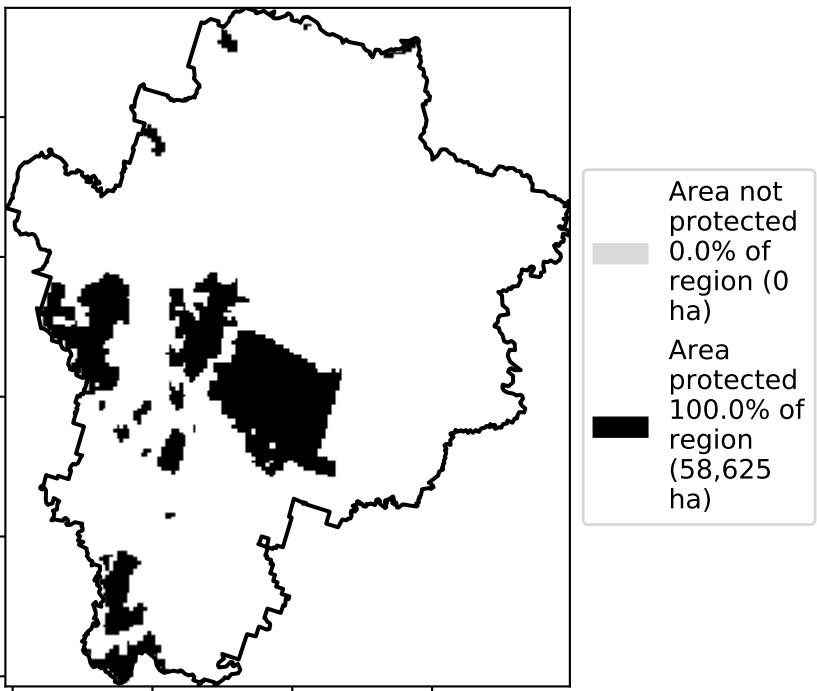 Area not
protected
0.0% of
region (0
ha)
Area
protected
100.0% of
region
(58,625
ha)